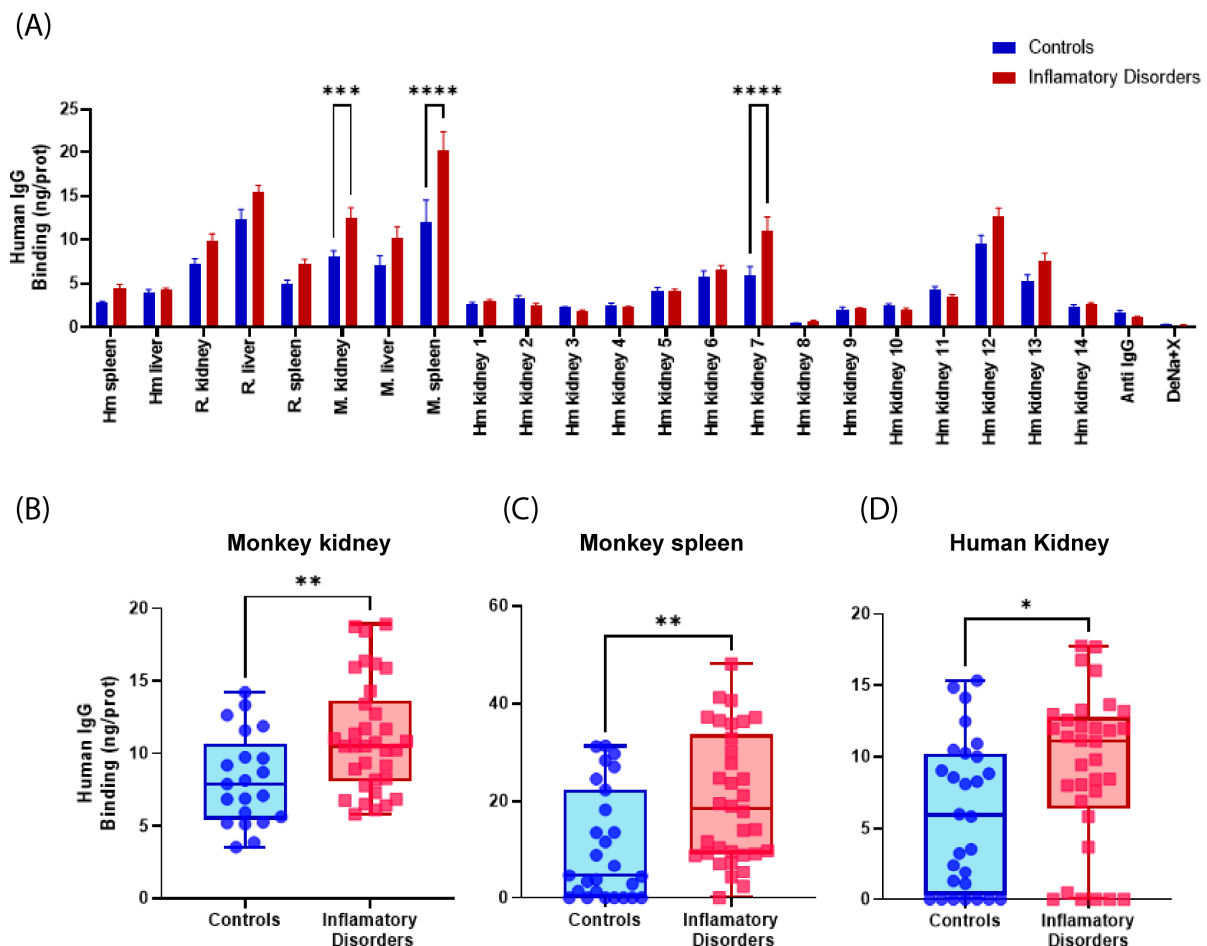 (A)
Controls
Inflamatory Disorders
*** **** ****
Human IgG
Binding (ng/prot)
25
20
15
10
5
0
Hm spleen
Hm liver
R. kidney
R. liver
R. spleen
M. kidney
M. liver
M. spleen
Hm kidney 1
Hm kidney 2
Hm kidney 3
Hm kidney 4
Hm kidney 5
Hm kidney 6
Hm kidney 7
Hm kidney 8
Hm kidney 9
Hm kidney 10
Hm kidney 11
Hm kidney 12
Hm kidney 13
Hm kidney 14
Anti IgG
DeNa+X
(B)
Monkey kidney
**
Human IgG
Binding (ng/prot)
20
15
10
5
0
Controls
Inflamatory
Disorders
(C)
Monkey spleen
**
60
40
20
0
Controls
Inflamatory
Disorders
(D)
Human Kidney
*
20
15
10
5
0
Controls
Inflamatory
Disorders